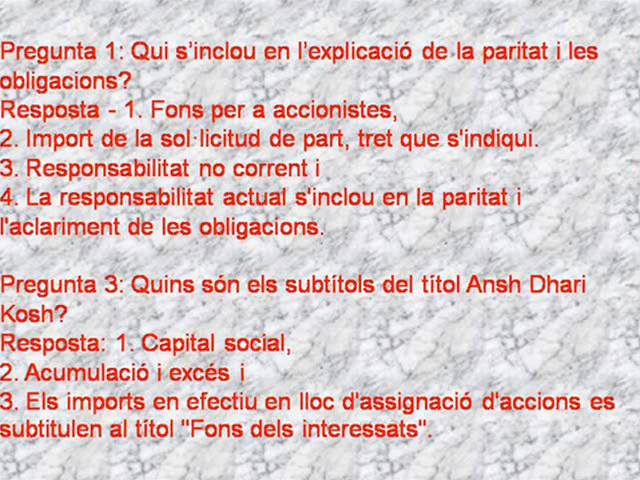 Pregunta 1: Qui s’inclou en l’explicació de la paritat i les
obligacions?
Resposta - 1. Fons per a accionistes,
2. Import de la sol·licitud de part, tret que s'indiqui.
3. Responsabilitat no corrent i
4. La responsabilitat actual s'inclou en la paritat i
l'aclariment de les obligacions.
Pregunta 3: Quins són els subtítols del títol Ansh Dhari
Kosh?
Resposta: 1. Capital social,
2. Acumulació i excés i
3. Els imports en efectiu en lloc d'assignació d'accions es
subtitulen al títol "Fons dels interessats".